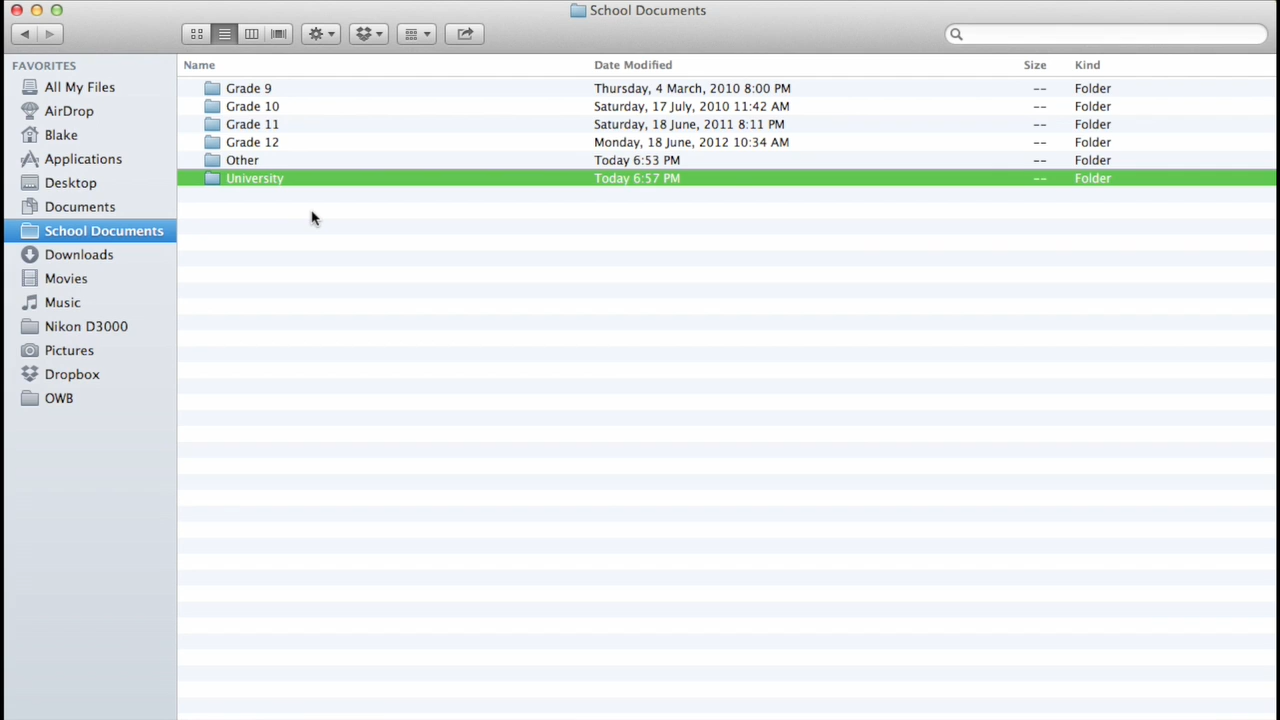 School Documents
FAVORITES
All My Files
AirDrop
Blake
Applications
Desktop
Documents
School Documents
Downloads
Movies
Music
Nikon D3000
Pictures
Dropbox
OWB
Name Date Modified Size Kind
Grade 9 Thursday, 4 March, 2010 8:00 PM -- Folder
Grade 10 Saturday, 17 July, 2010 11:42 AM -- Folder
Grade 11 Saturday, 18 June, 2011 8:11 PM -- Folder
Grade 12 Monday, 18 June, 2012 10:34 AM -- Folder
Other Today 6:53 PM -- Folder
University Today 6:57 PM -- Folder